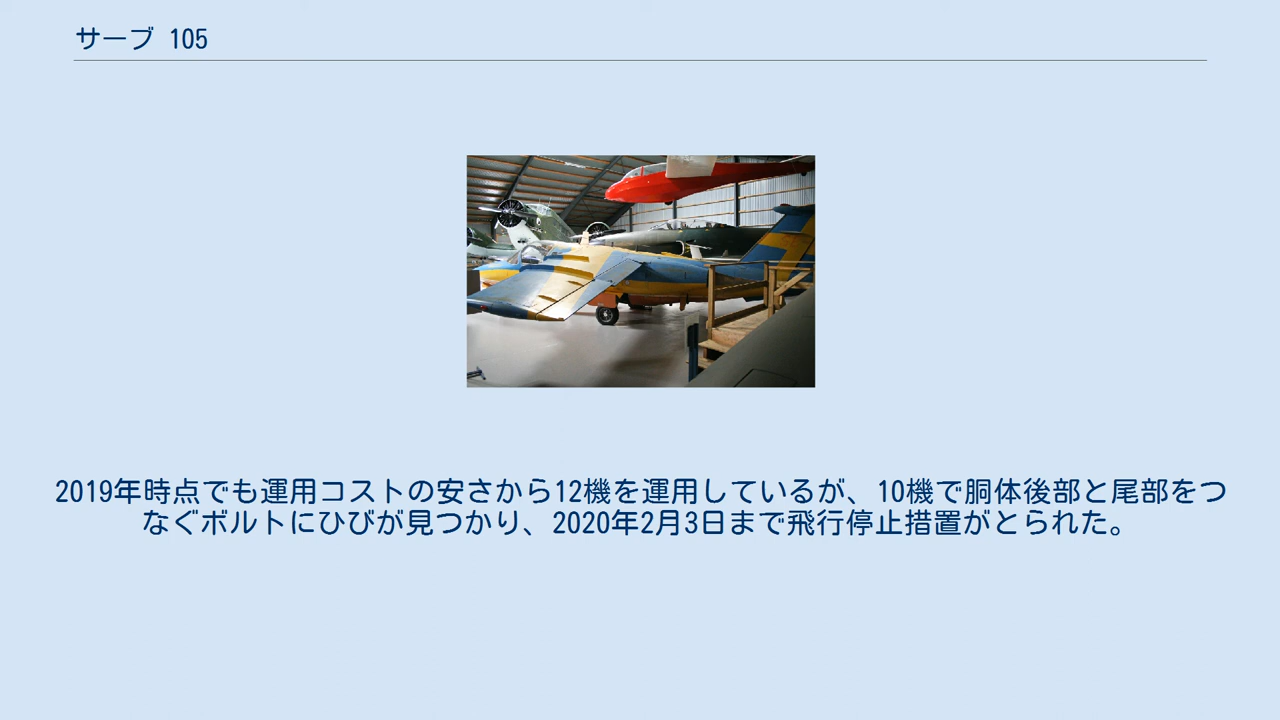 サーブ 105
2019年時点でも運用コストの安さから12機を運用しているが、10機で胴体後部と尾部をつ
なぐボルトにひびが見つかり、2020年2月3日まで飛行停止措置がとられた。